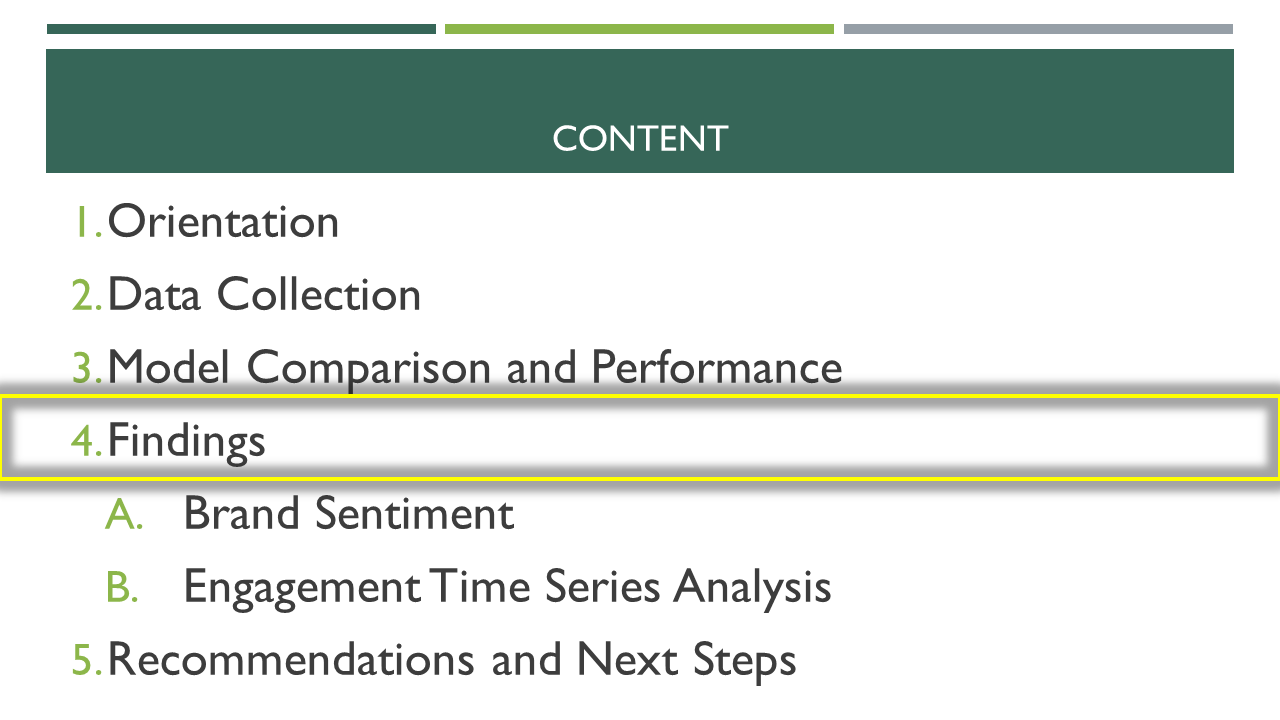 CONTENT
1. Orientation
2. Data Collection
3. Model Comparison and Performance
4. Findings
A. Brand Sentiment
B. Engagement Time Series Analysis
5. Recommendations and Next Steps